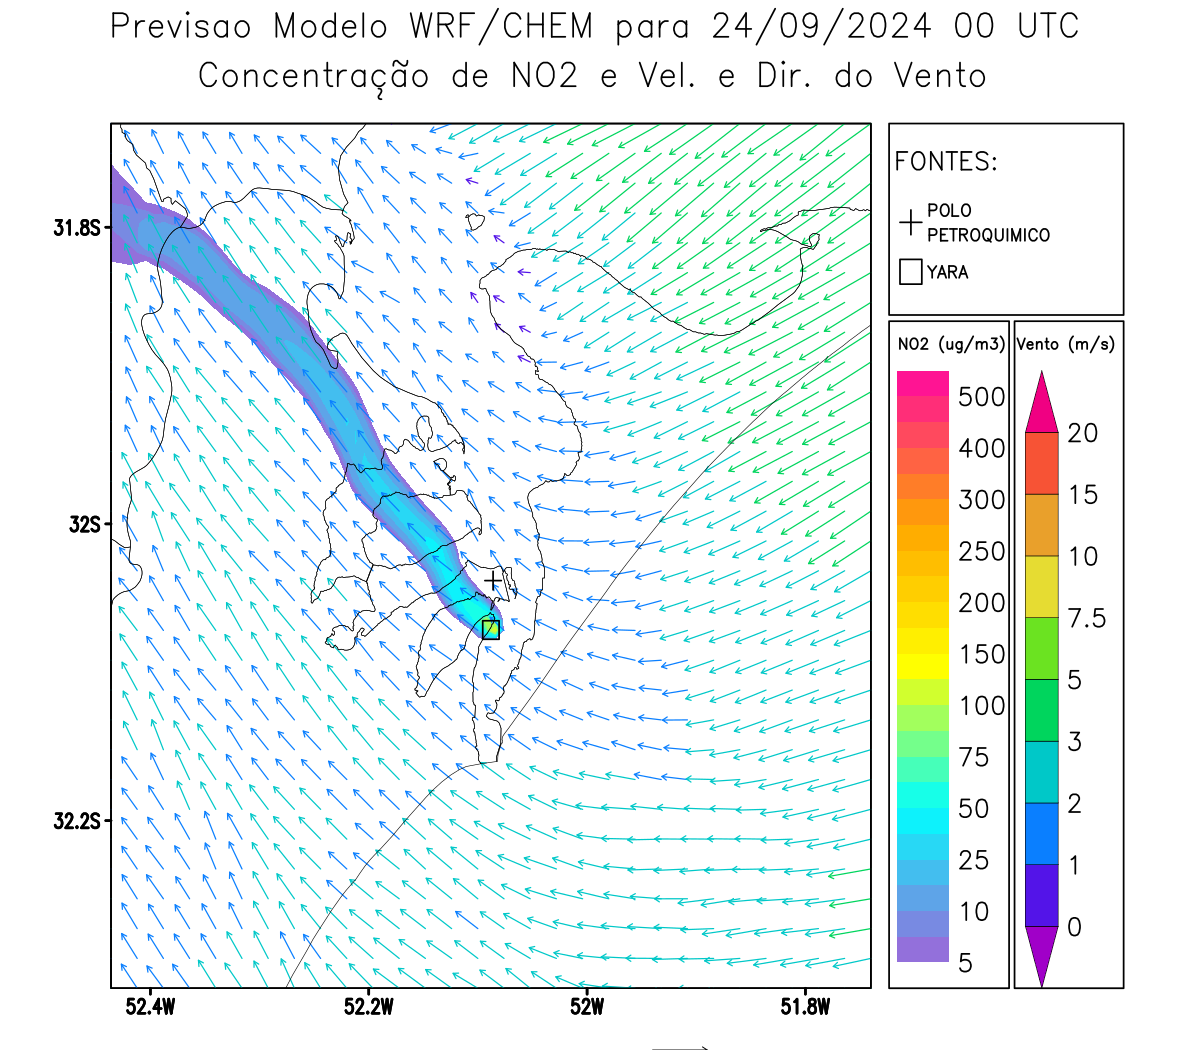 Previsao Modelo WRF/CHEM para 24/09/2024 00 UTC
Concentração de NO2 e Vel. e Dir. do Vento
FONTES:
POLO
PETROQUIMICO
YARA
31.8S
32S
32.2S
52.4W
52.2W
52W
51.8W
NO2 (ug/m3)
500
400
300
250
200
150
100
75
50
25
10
5
Vento (m/s)
20
15
10
7.5
5
3
2
1
0